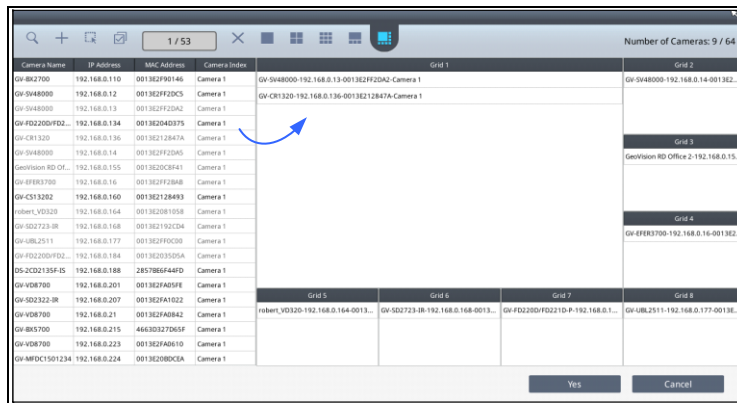 1 / 53
Number of Cameras: 9 / 64
Camera Name IP Address MAC Address Camera Index
GV-BX2700 192.168.0.110 0013E2F90146 Camera 1
GV-SV48000 192.168.0.12 0013E2FF2DC5 Camera 1
GV-SV48000 192.168.0.13 0013E2FF2DA2 Camera 1
GV-FD220D/FD2... 192.168.0.134 0013E204D375 Camera 1
GV-CR1320 192.168.0.136 0013E212847A Camera 1
GV-SV48000 192.168.0.14 0013E2FF2DA5 Camera 1
GeoVision RD Of... 192.168.0.155 0013E20C8F41 Camera 1
GV-EFER3700 192.168.0.16 0013E2FF2BAB Camera 1
GV-CS13202 192.168.0.160 0013E2128493 Camera 1
robert_VD320 192.168.0.164 0013E2081058 Camera 1
GV-SD2723-IR 192.168.0.168 0013E2192CD4 Camera 1
GV-UBL2511 192.168.0.177 0013E2FF0C00 Camera 1
GV-FD220D/FD2... 192.168.0.184 0013E2035D5A Camera 1
DS-2CD2135F-IS 192.168.0.188 28578E6F44FD Camera 1
GV-VD8700 192.168.0.201 0013E2FA05FE Camera 1
GV-SD2322-IR 192.168.0.207 0013E2FA1022 Camera 1
GV-VD8700 192.168.0.21 0013E2FA0842 Camera 1
GV-BX5700 192.168.0.215 46630327D65F Camera 1
GV-VD8700 192.168.0.223 0013E2FA0610 Camera 1
GV-MFDC1501234 192.168.0.224 0013E20BDCEA Camera 1
Grid 1
GV-SV48000-192.168.0.13-0013E2FF2DA2-Camera 1
GV-CR1320-192.168.0.136-0013E212847A-Camera 1
Grid 2
GV-SV48000-192.168.0.14-0013E2...
Grid 3
GeoVision RD Office 2-192.168.0.15...
Grid 4
GV-EFER3700-192.168.0.16-0013E2...
Grid 5
robert_VD320-192.168.0.164-0013...
Grid 6
GV-SD2723-IR-192.168.0.168-0013...
Grid 7
GV-FD220D/FD221D-P-192.168.0.1...
Grid 8
GV-UBL2511-192.168.0.177-0013E...
Yes Cancel